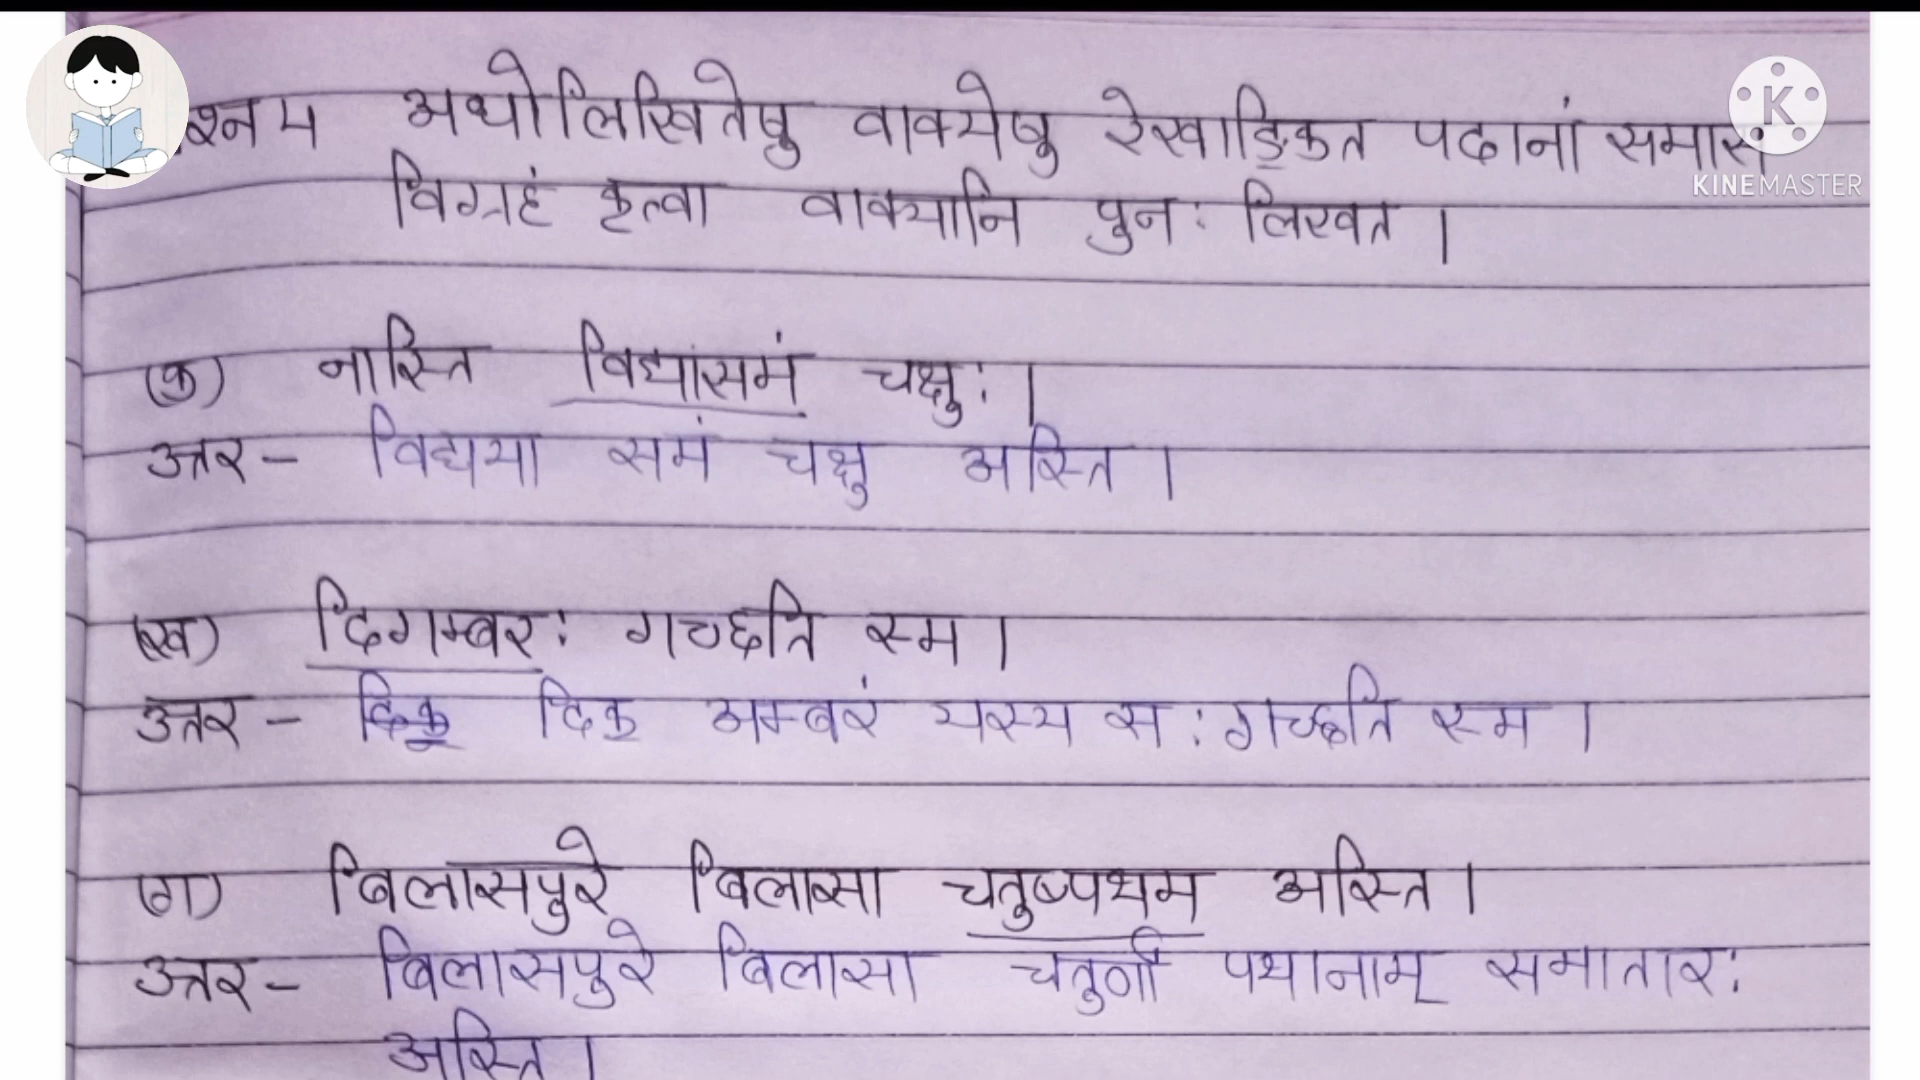 श्न 4 अधोलिखितेषु वाक्येषु रेखाङ्कित पदानां समास
KINEMASTER
विग्रहं कृत्वा वाक्यानि पुनः लिखत।
(क) नास्ति विद्यासमं चक्षुः।
उत्तर- विद्यया समं चक्षु अस्ति।
(ख) दिगम्बरः गच्छति स्म।
उत्तर- दिक् दिक् अम्बरं यस्य सः गच्छति स्म।
(ग) बिलासपुरे बिलासा चतुष्पथम अस्ति।
उत्तर- बिलासपुरे बिलासा चतुर्णां पथानाम् समातारः
अस्ति।